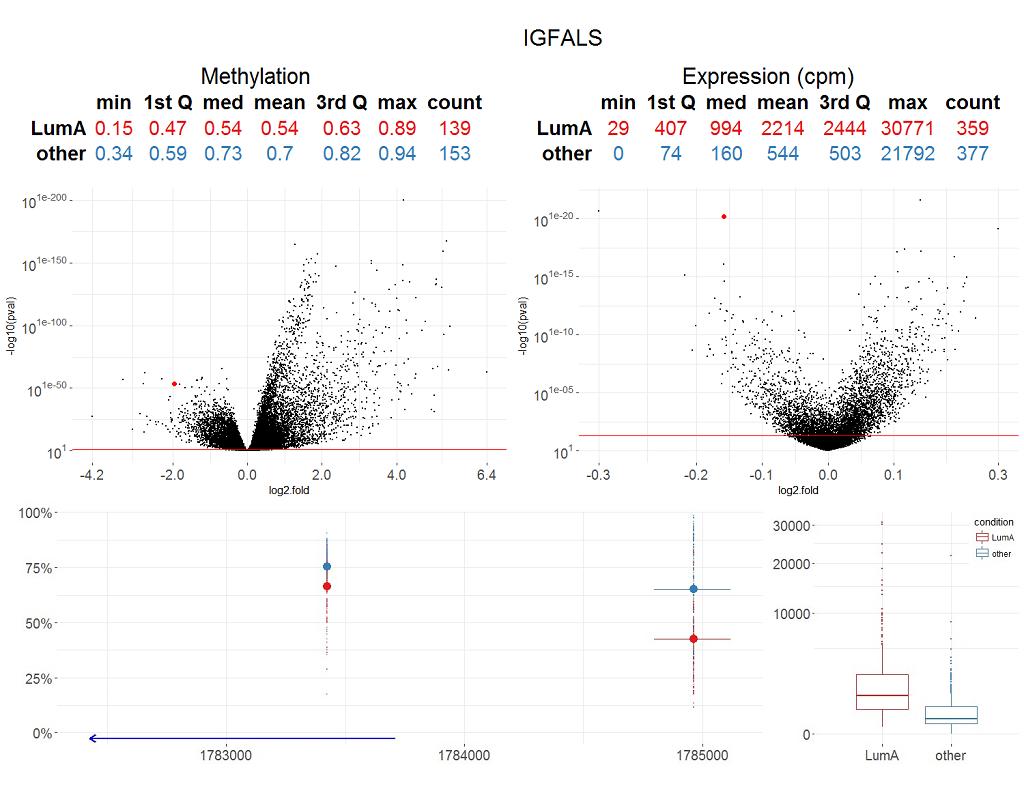 IGFALS
Methylation
min 1st Q med mean 3rd Q max count
LumA 0.15 0.47 0.54 0.54 0.63 0.89 139
other 0.34 0.59 0.73 0.7 0.82 0.94 153
Expression (cpm)
min 1st Q med mean 3rd Q max count
LumA 29 407 994 2214 2444 30771 359
other 0 74 160 544 503 21792 377
-log10(pval)
10^1e-200
10^1e-150
10^1e-100
10^1e-50
10^1
-4.2 -2.0 0.0 2.0 4.0 6.4
log2.fold
-log10(pval)
10^1e-20
10^1e-15
10^1e-10
10^1e-05
10^1
-0.3 -0.2 -0.1 0.0 0.1 0.3
log2.fold
100%
75%
50%
25%
0%
1783000 1784000 1785000
30000
20000
10000
0
LumA other
condition
LumA
other